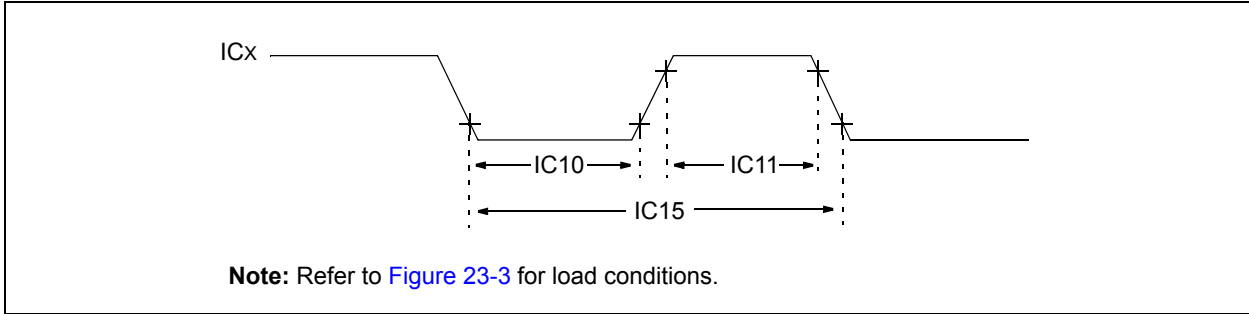 ICx
IC10
IC11
IC15
Note: Refer to Figure 23-3 for load conditions.